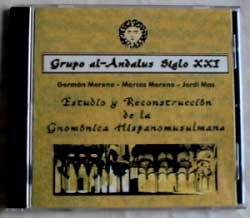 Grupo al-Andalus Siglo XXI
Germán Moreno - Marcos Moreno - Jordi Mas
Estudio y Reconstrucción
de la
Gnomónica Hispanomusulmana